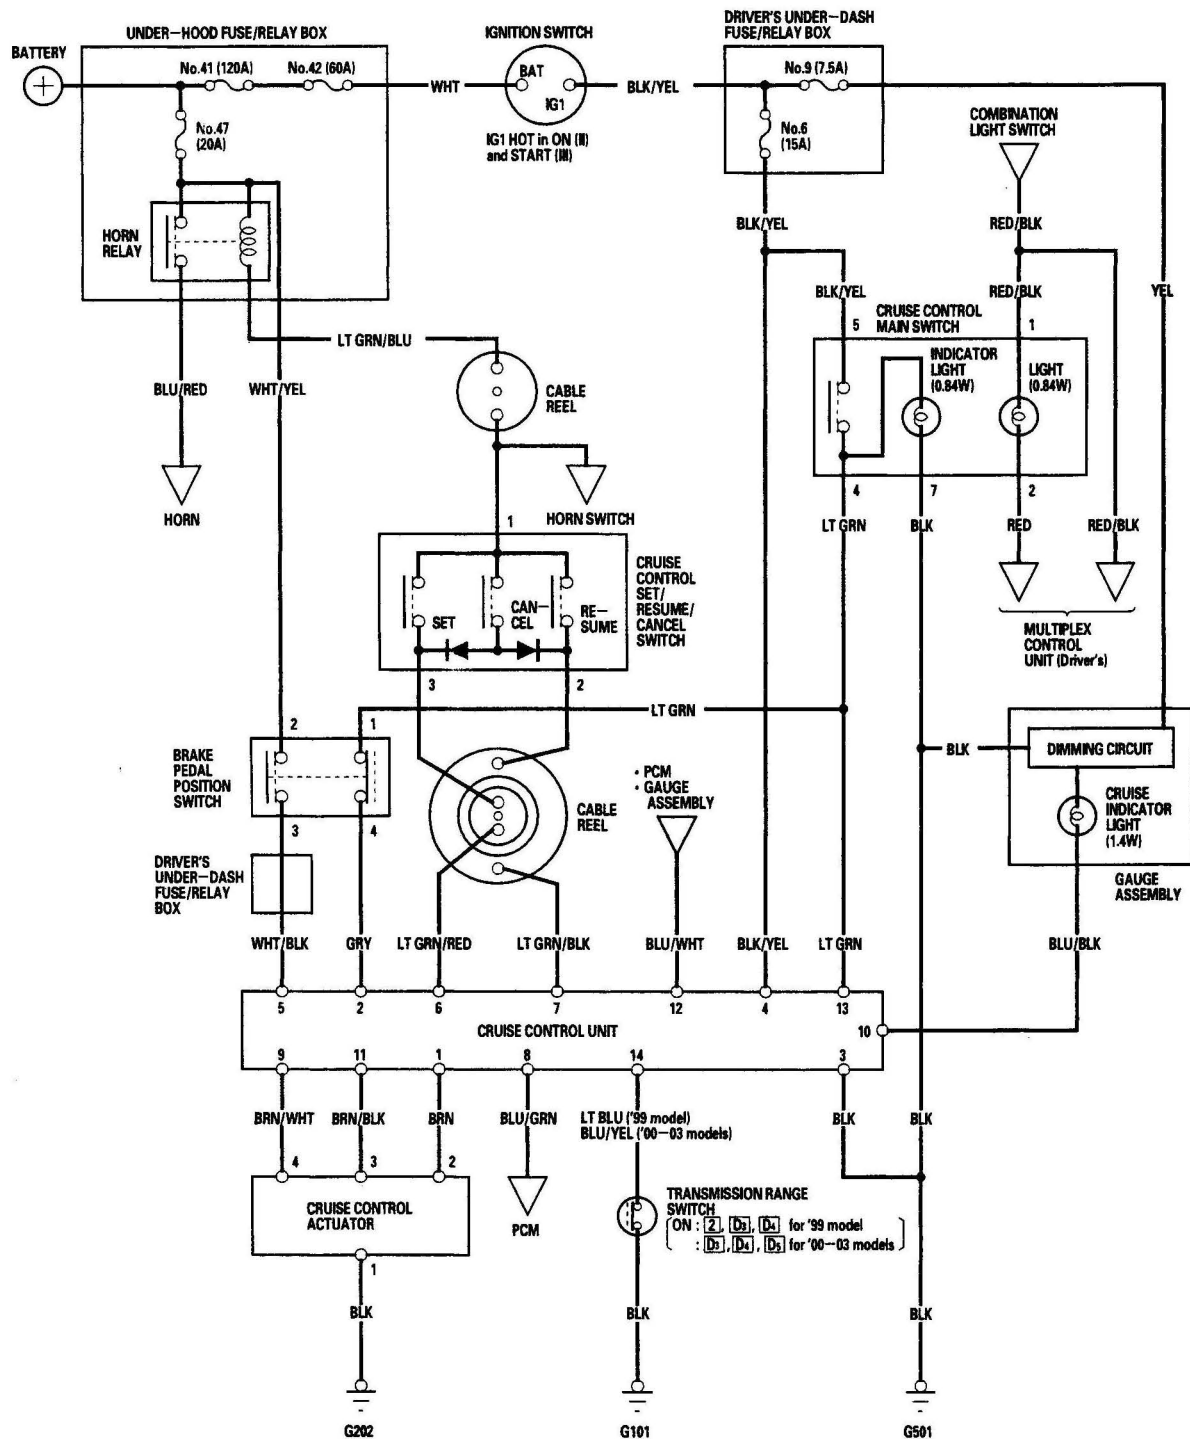 UNDER-HOOD FUSE/RELAY BOX
IGNITION SWITCH
DRIVER'S UNDER-DASH
FUSE/RELAY BOX
BATTERY
No.41 (120A)
No.42 (60A)
WHT
BAT
IG1
BLK/YEL
No.9 (7.5A)
IG1 HOT in ON (II)
and START (III)
No.47
(20A)
No.6
(15A)
COMBINATION
LIGHT SWITCH
HORN
RELAY
BLK/YEL
RED/BLK
LT GRN/BLU
BLK/YEL
RED/BLK
YEL
5
CRUISE CONTROL
MAIN SWITCH
1
BLU/RED
WHT/YEL
CABLE
REEL
INDICATOR
LIGHT
(0.84W)
LIGHT
(0.84W)
4
7
2
HORN
HORN SWITCH
LT GRN
BLK
RED
RED/BLK
1
SET
CAN-
CEL
RE-
SUME
CRUISE
CONTROL
SET/
RESUME/
CANCEL
SWITCH
MULTIPLEX
CONTROL
UNIT (Driver's)
3
2
LT GRN
2
1
BRAKE
PEDAL
POSITION
SWITCH
3
4
CABLE
REEL
• PCM
• GAUGE
ASSEMBLY
BLK
DIMMING CIRCUIT
CRUISE
INDICATOR
LIGHT
(1.4W)
GAUGE
ASSEMBLY
DRIVER'S
UNDER-DASH
FUSE/RELAY
BOX
WHT/BLK
GRY
LT GRN/RED
LT GRN/BLK
BLU/WHT
BLK/YEL
LT GRN
BLU/BLK
5
2
6
7
12
4
13
CRUISE CONTROL UNIT
10
9
11
1
8
14
3
BRN/WHT
BRN/BLK
BRN
BLU/GRN
LT BLU ('99 model)
BLU/YEL ('00-03 models)
BLK
BLK
4
3
2
CRUISE CONTROL
ACTUATOR
1
PCM
TRANSMISSION RANGE
SWITCH
ON : 2, D3, D4 for '99 model
: D3, D4, D5 for '00-03 models
BLK
BLK
BLK
G202
G101
G501